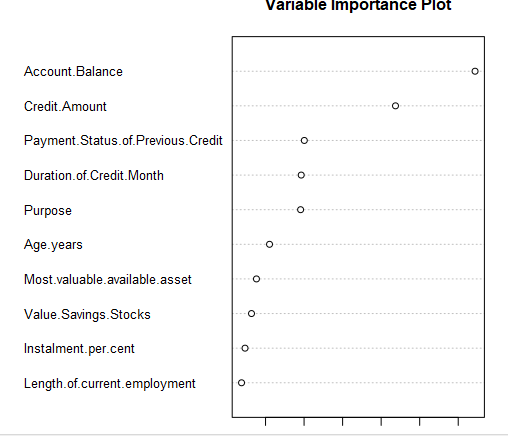 Variable Importance Plot
Account.Balance
Credit.Amount
Payment.Status.of.Previous.Credit
Duration.of.Credit.Month
Purpose
Age.years
Most.valuable.available.asset
Value.Savings.Stocks
Instalment.per.cent
Length.of.current.employment